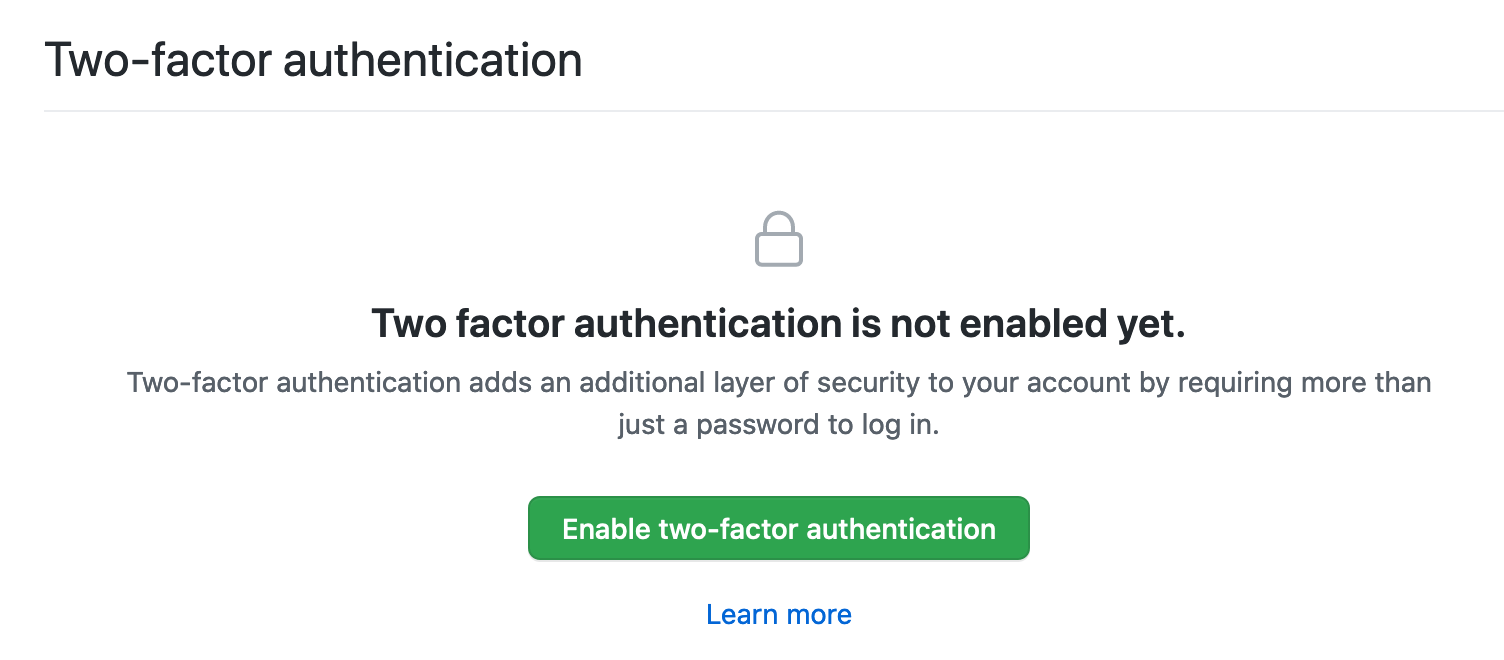 Two-factor authentication
Two factor authentication is not enabled yet.
Two-factor authentication adds an additional layer of security to your account by requiring more than
just a password to log in.
Enable two-factor authentication
Learn more